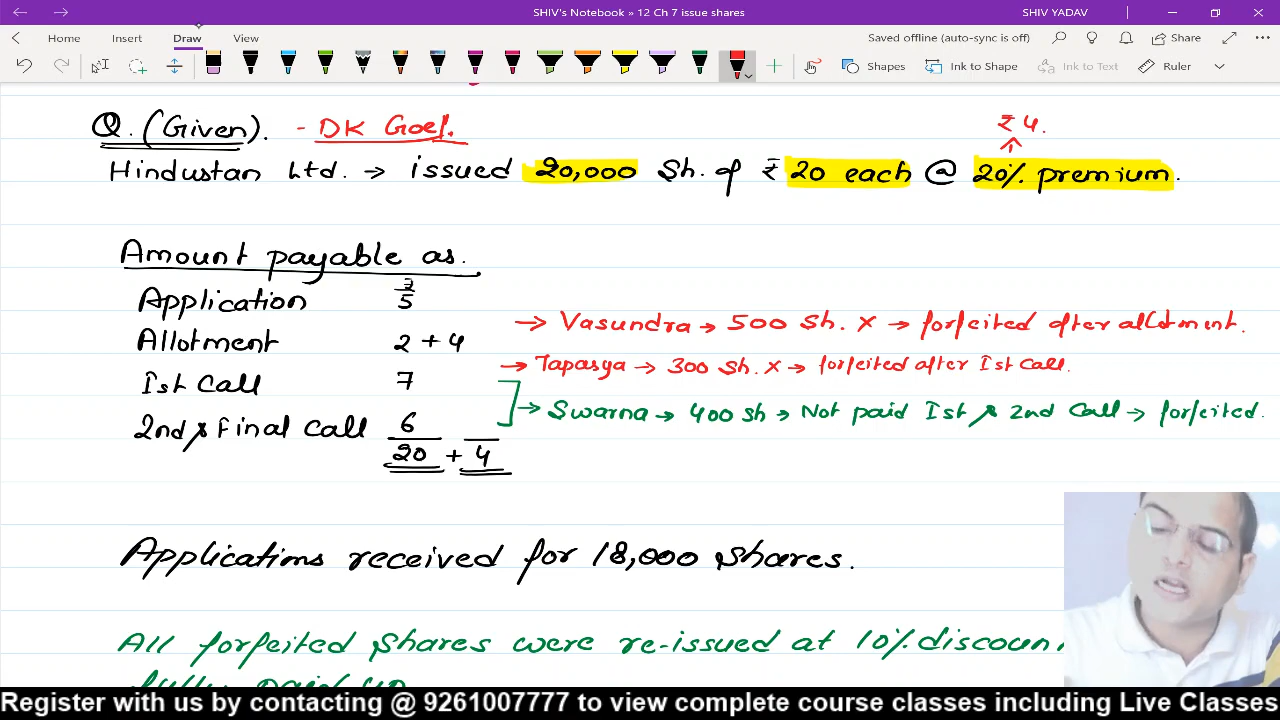 SHIV's Notebook » 12 Ch 7 issue shares
SHIV YADAV
Home Insert Draw View
Saved offline (auto-sync is off)
Share
Shapes Ink to Shape Ink to Text Ruler
Q. (Given). - DK Goel.
₹ 4.
Hindustan Ltd. → issued 20,000 Sh. of ₹ 20 each @ 20% premium.
Amount payable as.
₹
Application 5
→ Vasundra → 500 Sh. X → forfeited after allotment.
Allotment 2 + 4
→ Tapasya → 300 Sh. X → forfeited after Ist Call.
Ist Call 7
→ Swarna → 400 Sh → Not paid Ist & 2nd Call → forfeited.
2nd & Final Call 6
20 + 4
Applications received for 18,000 shares.
All forfeited shares were re-issued at 10% discoun
fully paid up
Register with us by contacting @ 9261007777 to view complete course classes including Live Classes